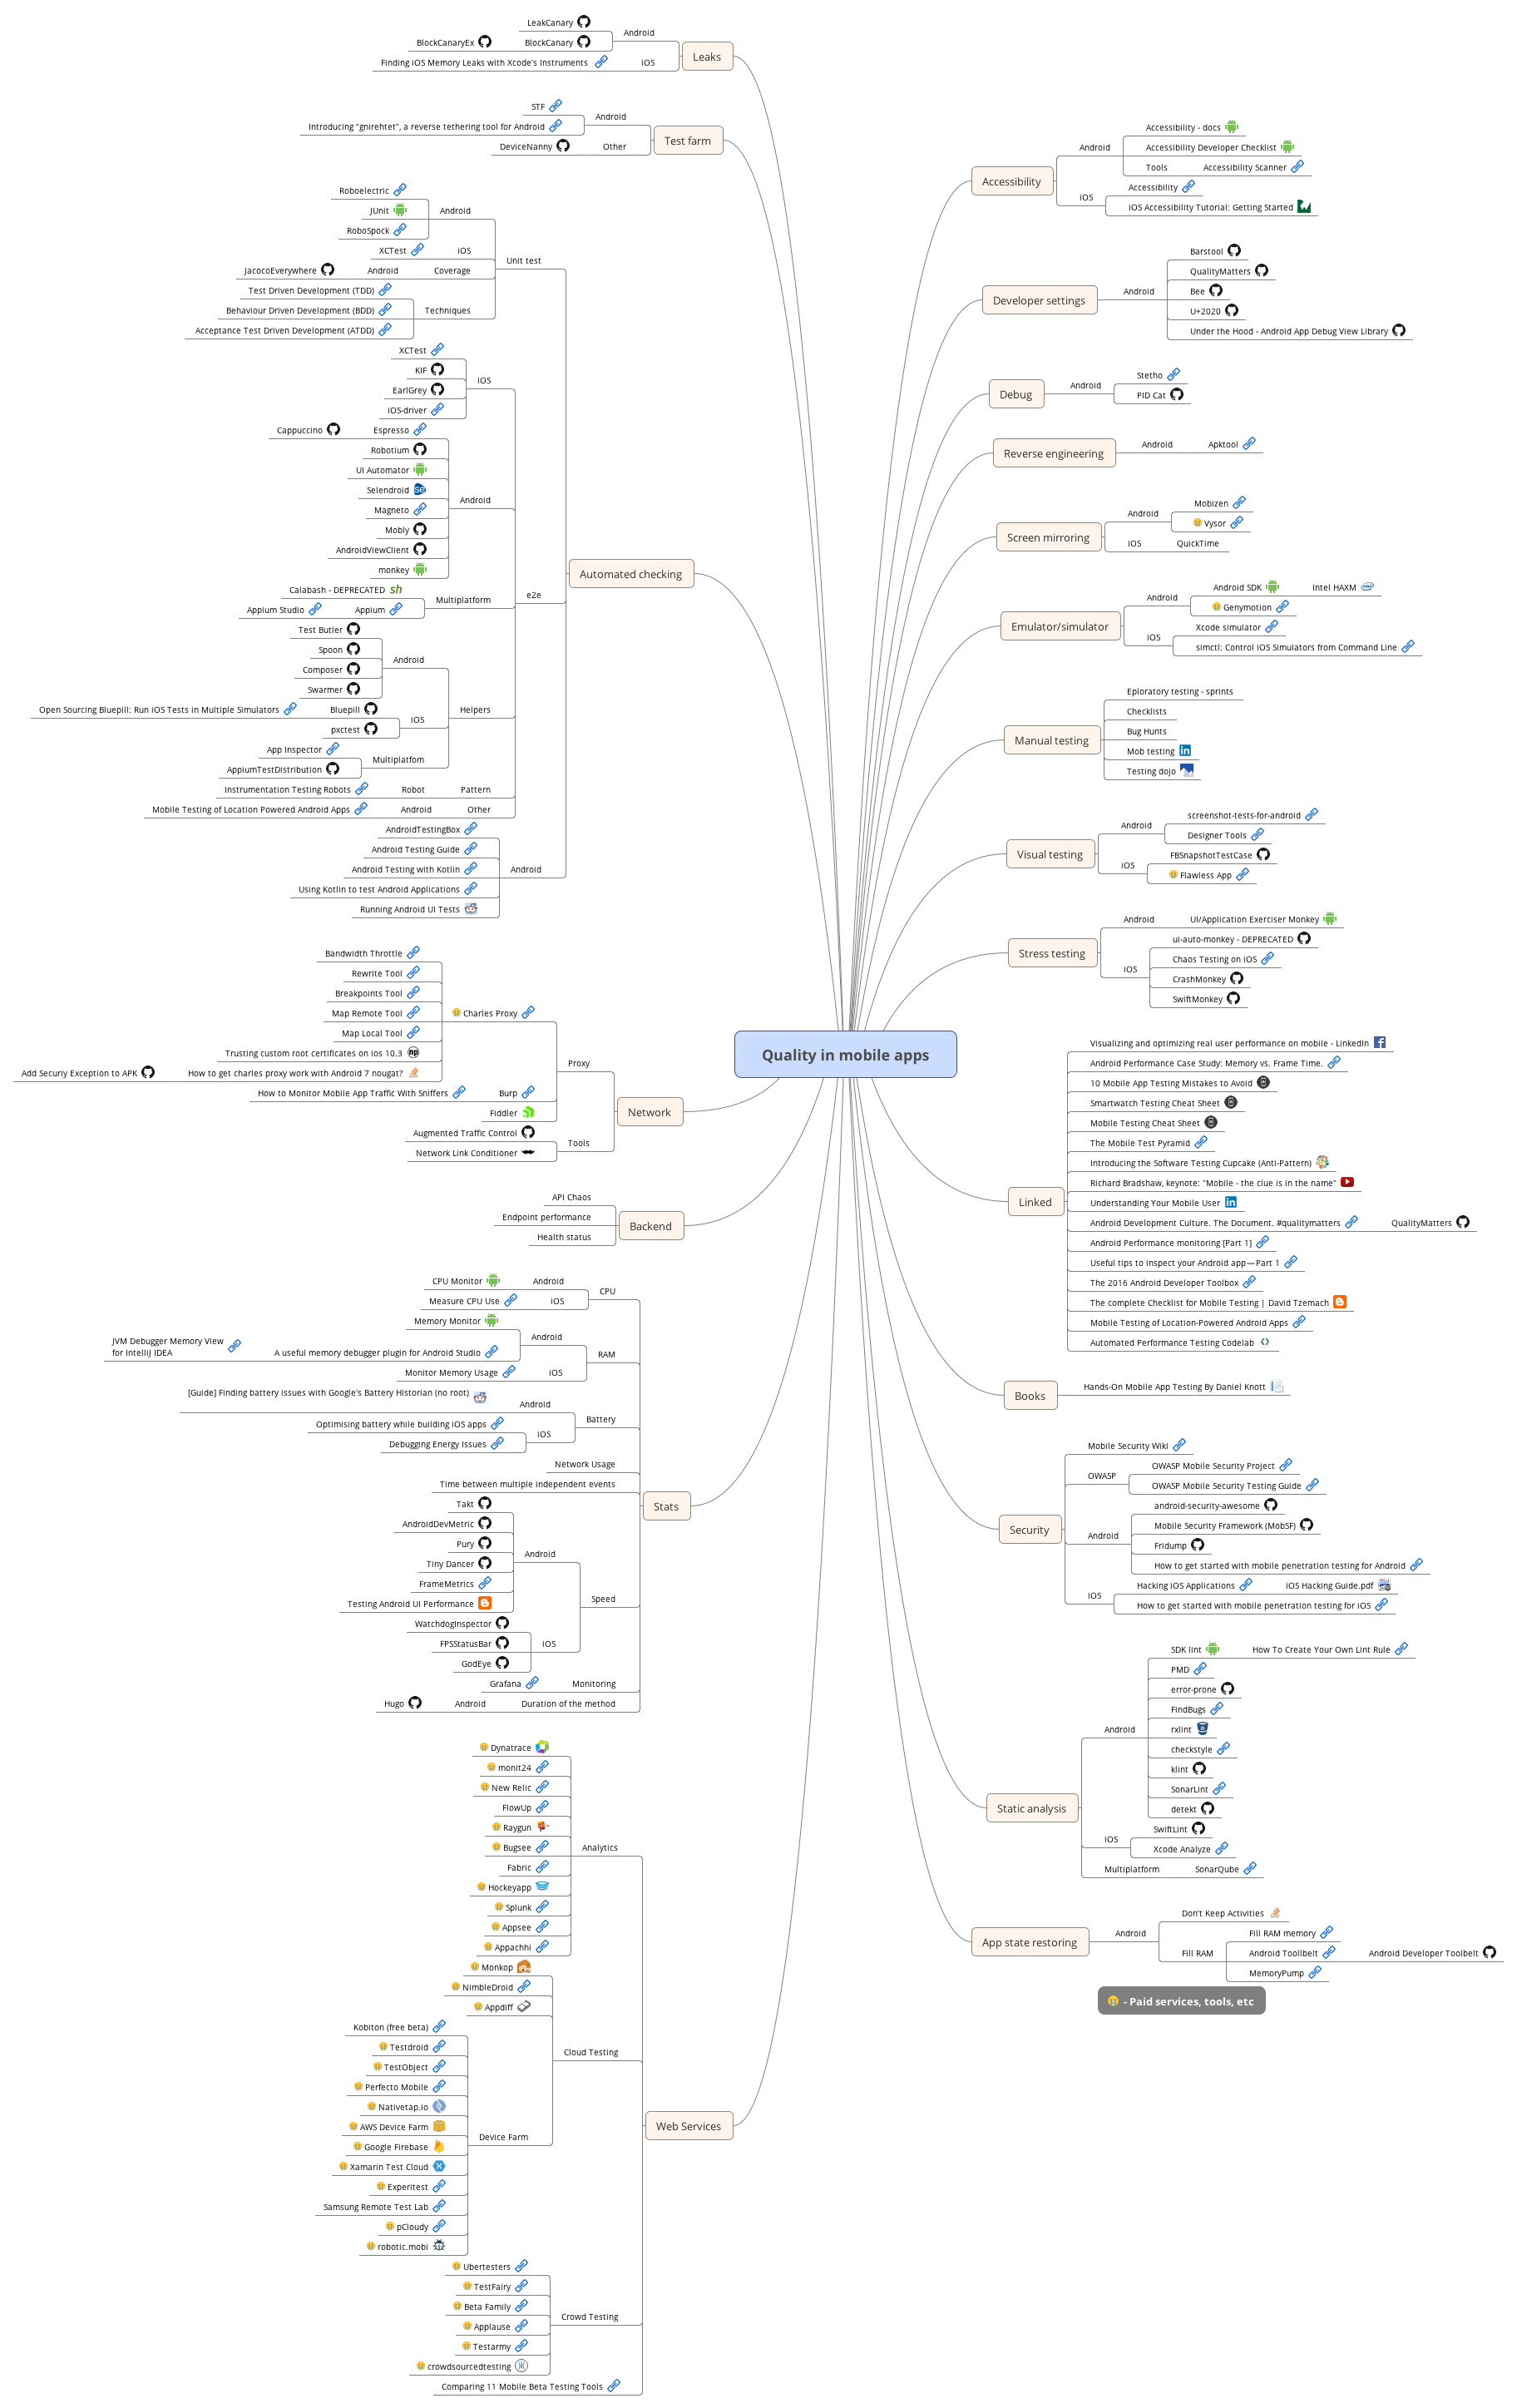 Quality in mobile apps
Leaks
Android
LeakCanary
BlockCanary
BlockCanaryEx
iOS
Finding iOS Memory Leaks with Xcode's Instruments
Test farm
Android
STF
Introducing “gnirehtet”, a reverse tethering tool for Android
Other
DeviceNanny
Automated checking
Unit test
Android
Roboelectric
JUnit
RoboSpock
iOS
XCTest
Coverage
Android
JacocoEverywhere
Techniques
Test Driven Development (TDD)
Behaviour Driven Development (BDD)
Acceptance Test Driven Development (ATDD)
e2e
iOS
XCTest
KIF
EarlGrey
iOS-driver
Android
Espresso
Cappuccino
Robotium
UI Automator
Selendroid
Magneto
Mobly
AndroidViewClient
monkey
Multiplatform
Calabash - DEPRECATED
Appium
Appium Studio
Helpers
Android
Test Butler
Spoon
Composer
Swarmer
iOS
Bluepill
Open Sourcing Bluepill: Run iOS Tests in Multiple Simulators
pxctest
Multiplatfom
App Inspector
AppiumTestDistribution
Pattern
Robot
Instrumentation Testing Robots
Other
Android
Mobile Testing of Location Powered Android Apps
Android
AndroidTestingBox
Android Testing Guide
Android Testing with Kotlin
Using Kotlin to test Android Applications
Running Android UI Tests
Network
Proxy
Charles Proxy
Bandwidth Throttle
Rewrite Tool
Breakpoints Tool
Map Remote Tool
Map Local Tool
Trusting custom root certificates on ios 10.3
How to get charles proxy work with Android 7 nougat?
Add Securiy Exception to APK
Burp
How to Monitor Mobile App Traffic With Sniffers
Fiddler
Tools
Augmented Traffic Control
Network Link Conditioner
Backend
API Chaos
Endpoint performance
Health status
Stats
CPU
Android
CPU Monitor
iOS
Measure CPU Use
RAM
Android
Memory Monitor
A useful memory debugger plugin for Android Studio
JVM Debugger Memory View
for IntelliJ IDEA
iOS
Monitor Memory Usage
Battery
Android
[Guide] Finding battery issues with Google's Battery Historian (no root)
iOS
Optimising battery while building iOS apps
Debugging Energy Issues
Network Usage
Time between multiple independent events
Speed
Android
Takt
AndroidDevMetric
Pury
Tiny Dancer
FrameMetrics
Testing Android UI Performance
iOS
WatchdogInspector
FPSStatusBar
GodEye
Monitoring
Grafana
Duration of the method
Android
Hugo
Web Services
Analytics
Dynatrace
monit24
New Relic
FlowUp
Raygun
Bugsee
Fabric
Hockeyapp
Splunk
Appsee
Appachhi
Cloud Testing
Monkop
NimbleDroid
Appdiff
Device Farm
Kobiton (free beta)
Testdroid
TestObject
Perfecto Mobile
Nativetap.io
AWS Device Farm
Google Firebase
Xamarin Test Cloud
Experitest
Samsung Remote Test Lab
pCloudy
robotic.mobi
Crowd Testing
Ubertesters
TestFairy
Beta Family
Applause
Testarmy
crowdsourcedtesting
Comparing 11 Mobile Beta Testing Tools
Accessibility
Android
Accessibility - docs
Accessibility Developer Checklist
Tools
Accessibility Scanner
iOS
Accessibility
iOS Accessibility Tutorial: Getting Started
Developer settings
Android
Barstool
QualityMatters
Bee
U+2020
Under the Hood - Android App Debug View Library
Debug
Android
Stetho
PID Cat
Reverse engineering
Android
Apktool
Screen mirroring
Android
Mobizen
Vysor
iOS
QuickTime
Emulator/simulator
Android
Android SDK
Intel HAXM
Genymotion
iOS
Xcode simulator
simctl: Control iOS Simulators from Command Line
Manual testing
Eploratory testing - sprints
Checklists
Bug Hunts
Mob testing
Testing dojo
Visual testing
Android
screenshot-tests-for-android
Designer Tools
iOS
FBSnapshotTestCase
Flawless App
Stress testing
Android
UI/Application Exerciser Monkey
iOS
ui-auto-monkey - DEPRECATED
Chaos Testing on iOS
CrashMonkey
SwiftMonkey
Linked
Visualizing and optimizing real user performance on mobile - LinkedIn
Android Performance Case Study: Memory vs. Frame Time.
10 Mobile App Testing Mistakes to Avoid
Smartwatch Testing Cheat Sheet
Mobile Testing Cheat Sheet
The Mobile Test Pyramid
Introducing the Software Testing Cupcake (Anti-Pattern)
Richard Bradshaw, keynote: "Mobile - the clue is in the name"
Understanding Your Mobile User
Android Development Culture. The Document. #qualitymatters
QualityMatters
Android Performance monitoring [Part 1]
Useful tips to inspect your Android app — Part 1
The 2016 Android Developer Toolbox
The complete Checklist for Mobile Testing | David Tzemach
Mobile Testing of Location-Powered Android Apps
Automated Performance Testing Codelab
Books
Hands-On Mobile App Testing By Daniel Knott
Security
Mobile Security Wiki
OWASP
OWASP Mobile Security Project
OWASP Mobile Security Testing Guide
Android
android-security-awesome
Mobile Security Framework (MobSF)
Fridump
How to get started with mobile penetration testing for Android
iOS
Hacking iOS Applications
iOS Hacking Guide.pdf
How to get started with mobile penetration testing for iOS
Static analysis
Android
SDK lint
How To Create Your Own Lint Rule
PMD
error-prone
FindBugs
rxlint
checkstyle
klint
SonarLint
detekt
iOS
SwiftLint
Xcode Analyze
Multiplatform
SonarQube
App state restoring
Android
Don't Keep Activities
Fill RAM
Fill RAM memory
Android Toollbelt
Android Developer Toolbelt
MemoryPump
- Paid services, tools, etc